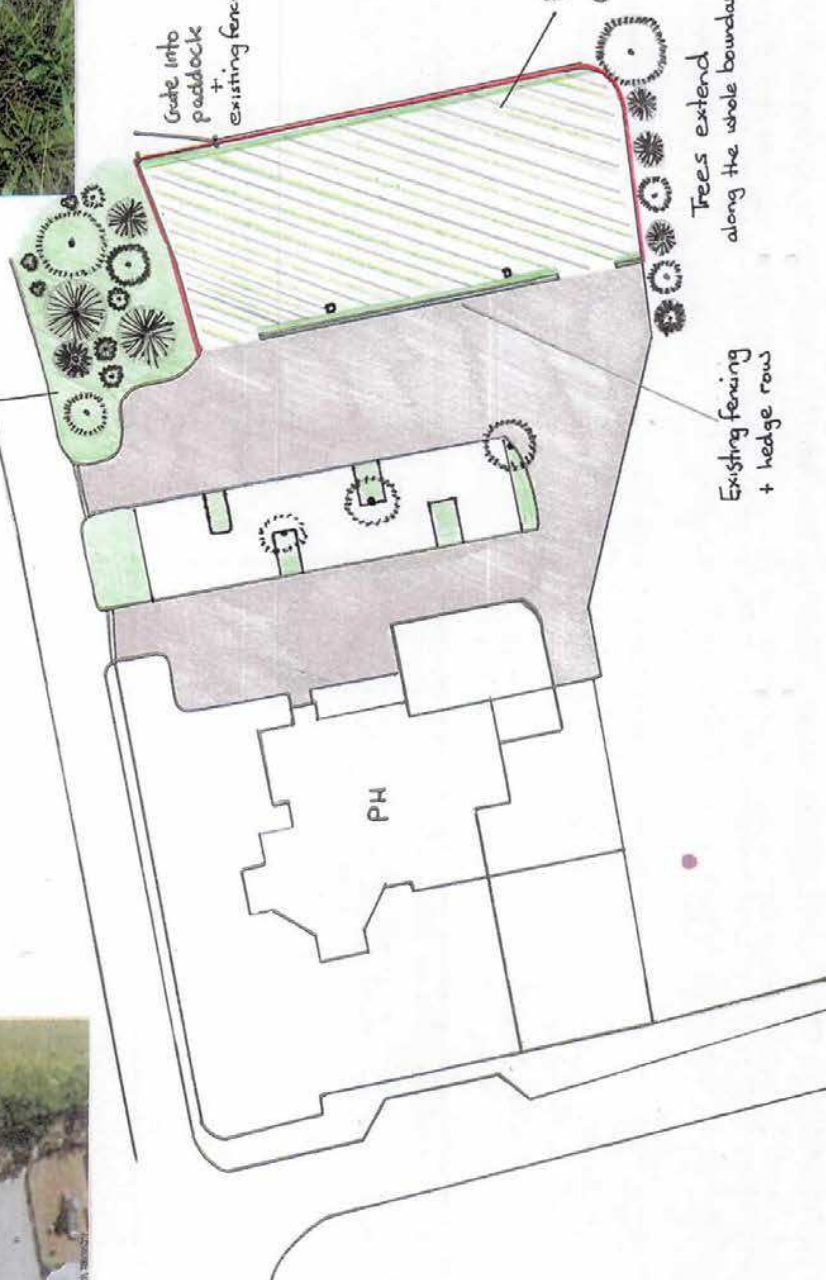 Gate into
paddock
+
existing fenc
Trees extend
along the whole bounda
Existing fencing
+ hedge row
PH